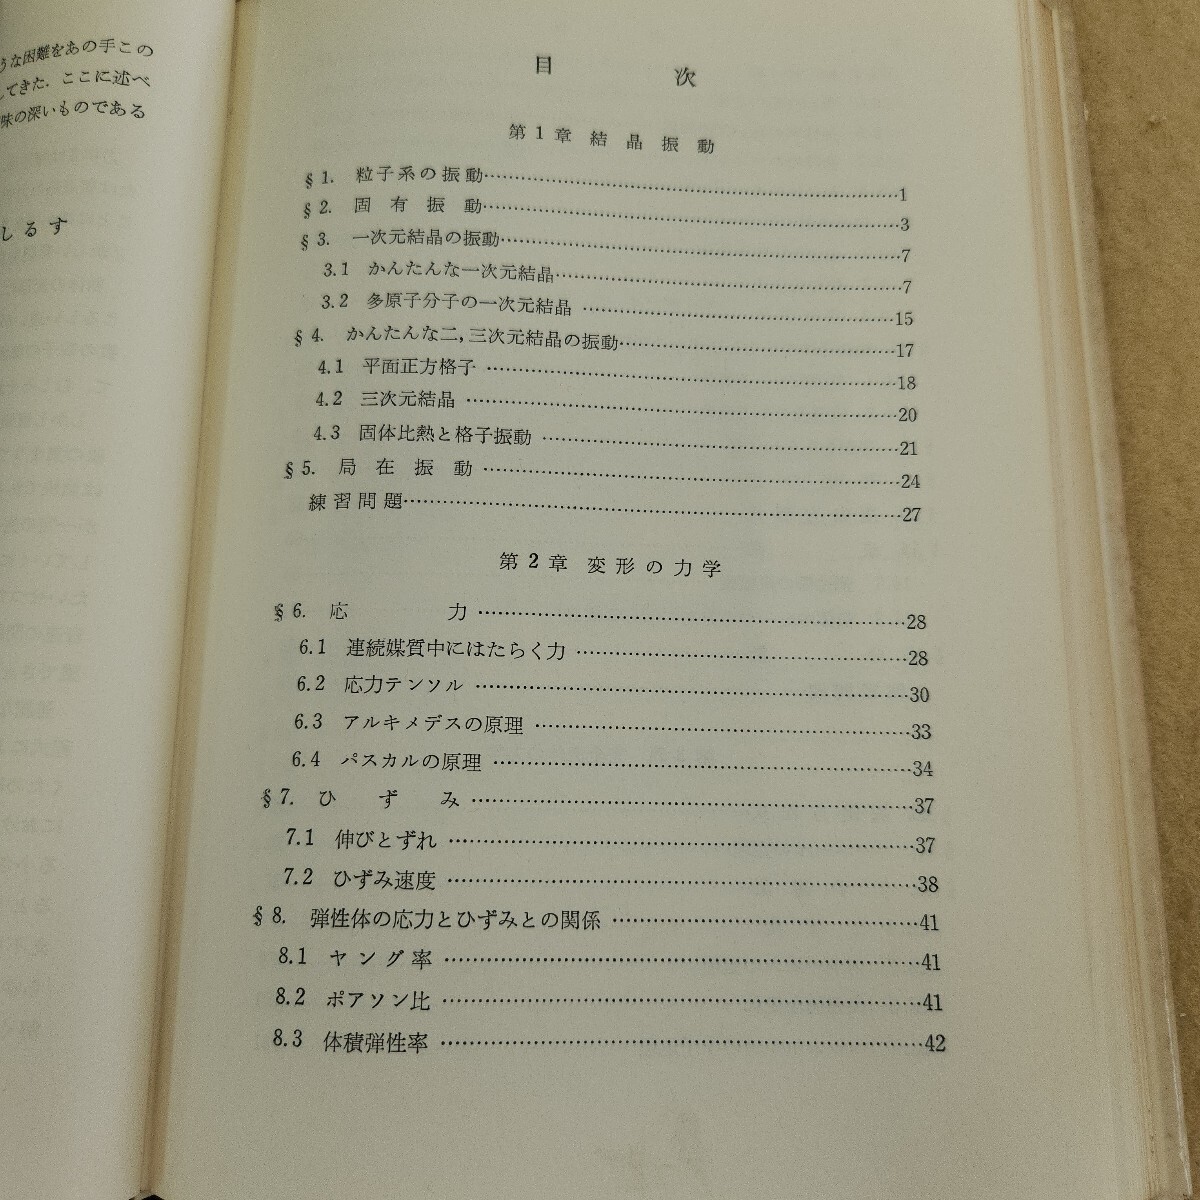 うな困難をあの手この
してきた．ここに述べ
味の深いものである
しるす
目次
第1章 結晶振動
§1. 粒子系の振動……1
§2. 固有振動……3
§3. 一次元結晶の振動……7
3.1 かんたんな一次元結晶……7
3.2 多原子分子の一次元結晶……15
§4. かんたんな二，三次元結晶の振動……17
4.1 平面正方格子……18
4.2 三次元結晶……20
4.3 固体比熱と格子振動……21
§5. 局在振動……24
練習問題……27
第2章 変形の力学
§6. 応力……28
6.1 連続媒質中にはたらく力……28
6.2 応力テンソル……30
6.3 アルキメデスの原理……33
6.4 パスカルの原理……34
§7. ひずみ……37
7.1 伸びとずれ……37
7.2 ひずみ速度……38
§8. 弾性体の応力とひずみとの関係……41
8.1 ヤング率……41
8.2 ポアソン比……41
8.3 体積弾性率……42